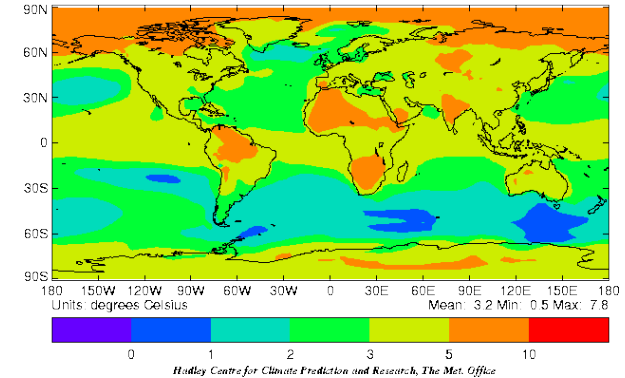 90N
60N
30N
0
30S
60S
90S
180 150W 120W 90W 60W 30W 0 30E 60E 90E 120E 150E 180
Units: degrees Celsius Mean: 3.2 Min: 0.5 Max: 7.8
0 1 2 3 5 10
Hadley Centre for Climate Prediction and Research, The Met. Office